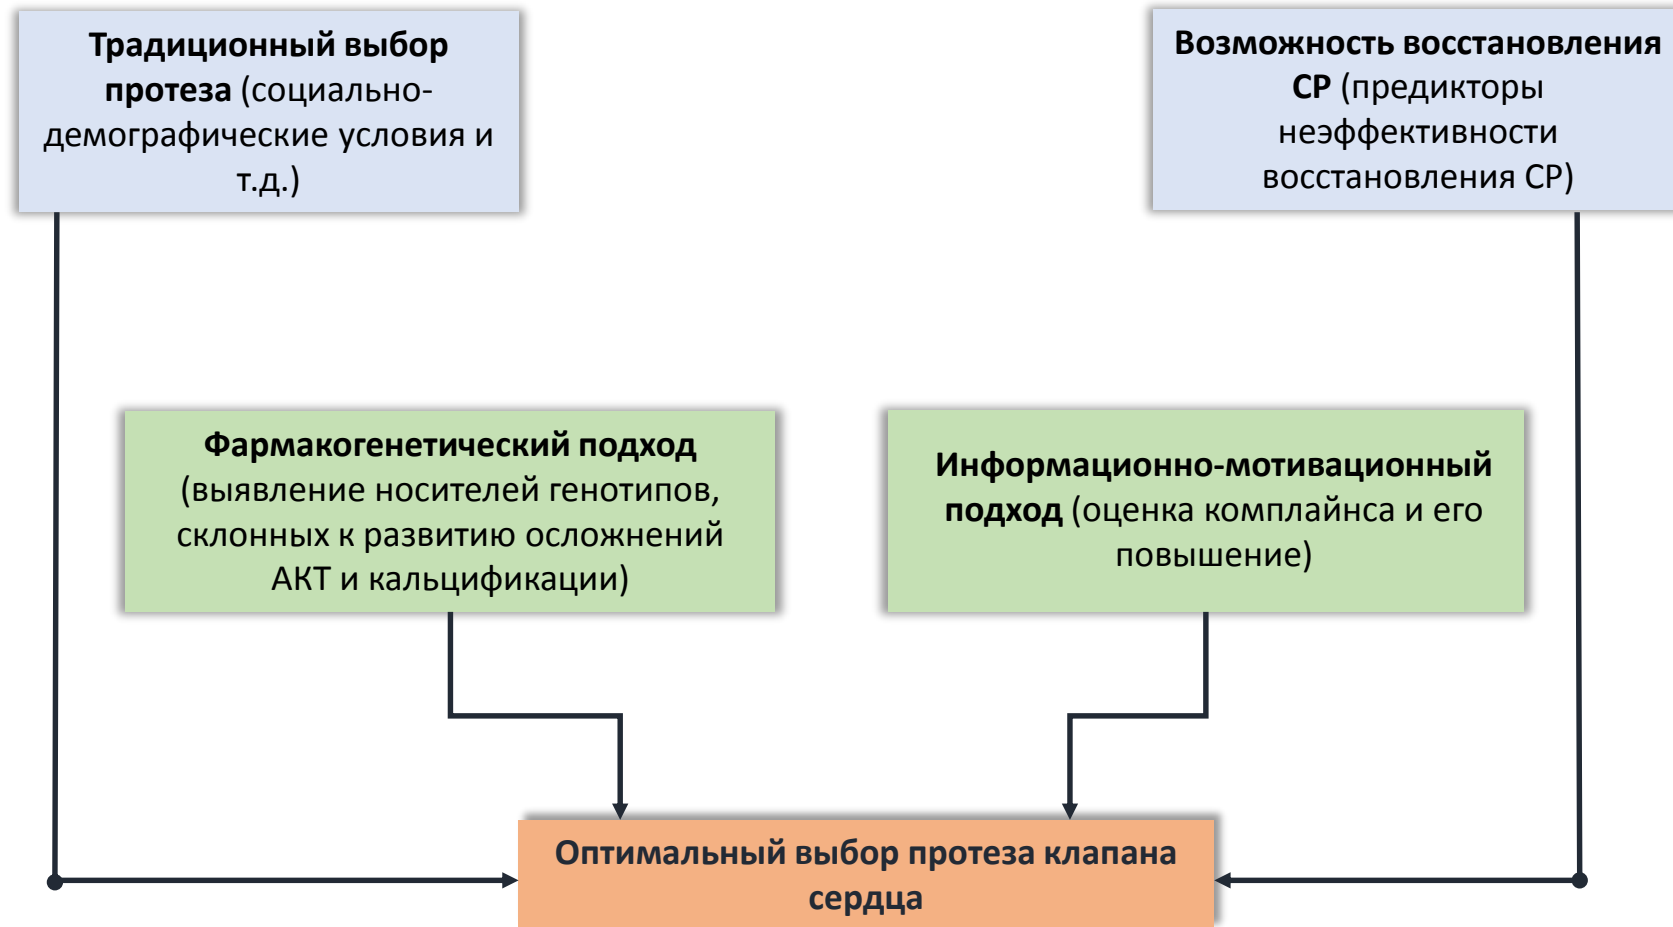 Традиционный выбор
протеза (социально-
демографические условия и
т.д.)
Возможность восстановления
СР (предикторы
неэффективности
восстановления СР)
Фармакогенетический подход
(выявление носителей генотипов,
склонных к развитию осложнений
АКТ и кальцификации)
Информационно-мотивационный
подход (оценка комплайнса и его
повышение)
Оптимальный выбор протеза клапана
сердца